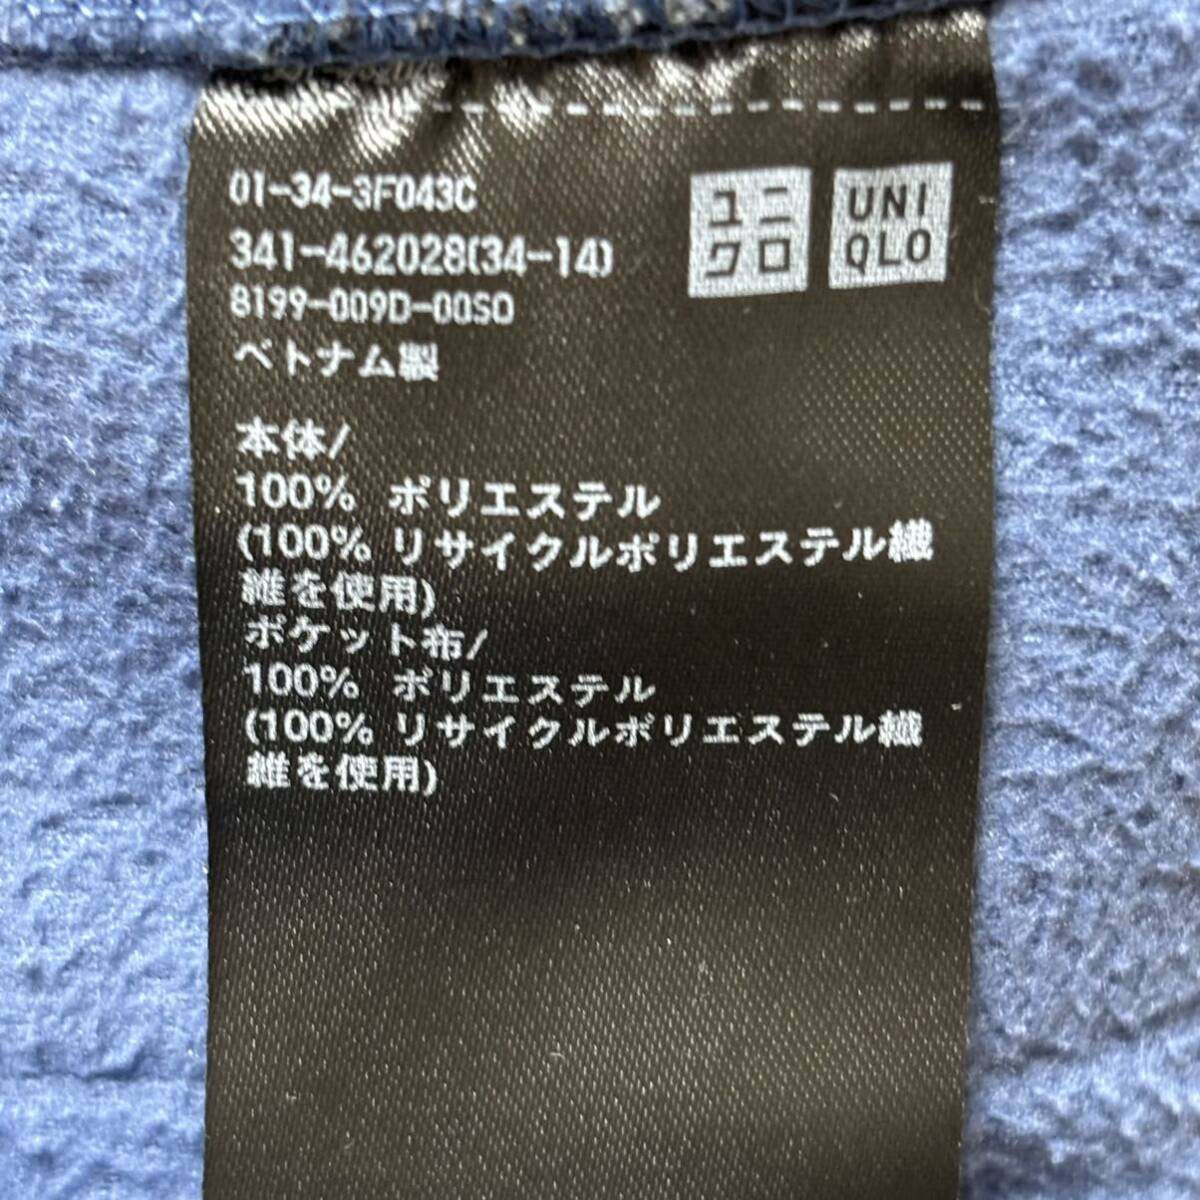 01-34-3F043C
341-462028(34-14)
8199-009D-00SO
ベトナム製
ユニ
クロ
UNI
QLO
本体/
100% ポリエステル
(100% リサイクルポリエステル繊
維を使用)
ポケット布/
100% ポリエステル
(100% リサイクルポリエステル繊
維を使用)